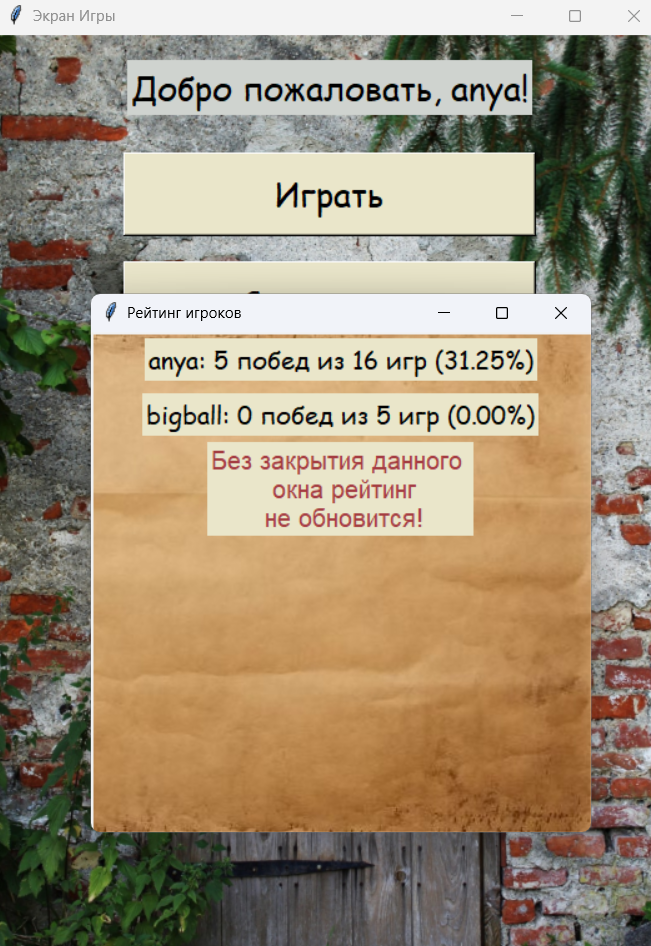 Экран Игры
Добро пожаловать, anya!
Играть
Рейтинг игроков
anya: 5 побед из 16 игр (31.25%)
bigball: 0 побед из 5 игр (0.00%)
Без закрытия данного
окна рейтинг
не обновится!